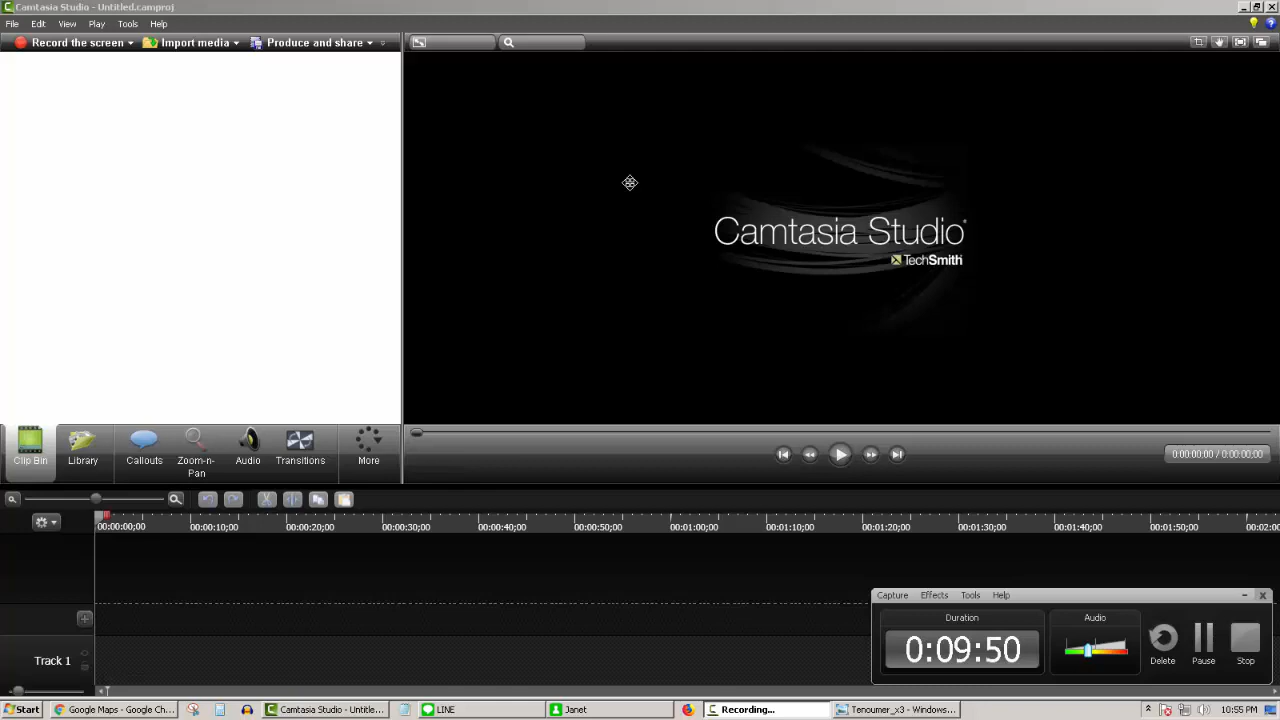 Camtasia Studio - Untitled.camproj
File Edit View Play Tools Help
Record the screen Import media Produce and share
Camtasia Studio
TechSmith
Clip Bin Library Callouts Zoom-n-Pan Audio Transitions More
0:00:00;00 / 0:00:00;00
00:00:00;00 00:00:10;00 00:00:20;00 00:00:30;00 00:00:40;00 00:00:50;00 00:01:00;00 00:01:10;00 00:01:20;00 00:01:30;00 00:01:40;00 00:01:50;00 00:02:00
Capture Effects Tools Help
Duration Audio
0:09:50
Delete Pause Stop
Track 1
Start Google Maps - Google Ch... Camtasia Studio - Untitle... LINE Janet Recording... Tenoumer_x3 - Windows... 10:55 PM